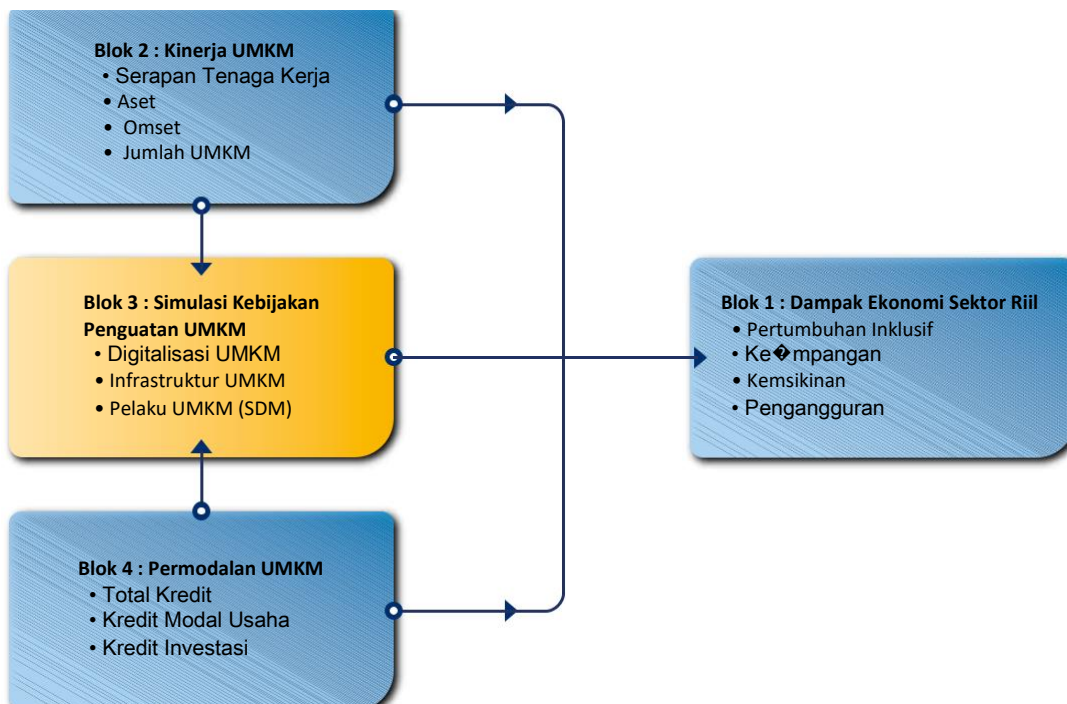 Blok 2 : Kinerja UMKM
• Serapan Tenaga Kerja
• Aset
• Omset
• Jumlah UMKM
Blok 3 : Simulasi Kebijakan
Penguatan UMKM
• Digitalisasi UMKM
• Infrastruktur UMKM
• Pelaku UMKM (SDM)
Blok 4 : Permodalan UMKM
• Total Kredit
• Kredit Modal Usaha
• Kredit Investasi
Blok 1 : Dampak Ekonomi Sektor Riil
• Pertumbuhan Inklusif
• Ke�mpangan
• Kemsikinan
• Pengangguran